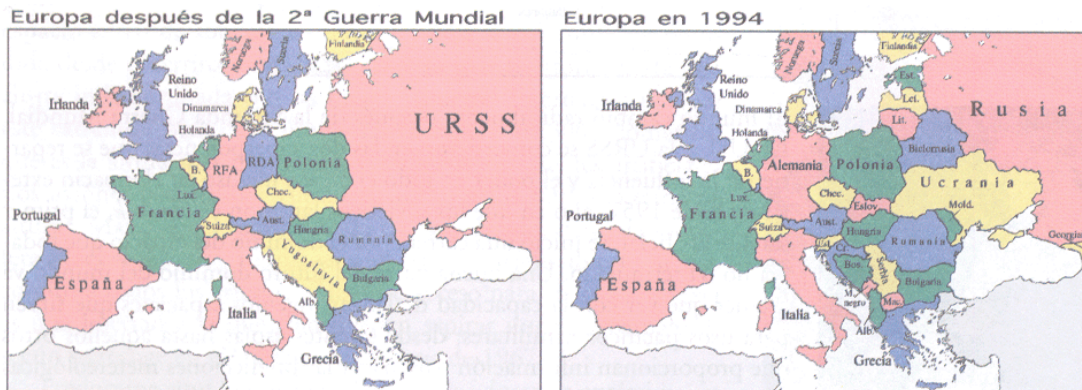 Europa después de la 2ª Guerra Mundial
Noruega
Suecia
Finlandia
Irlanda
Reino
Unido
Dinamarca
Holanda
URSS
B.
RFA
RDA
Polonia
Lux.
Chec.
Francia
Suiza
Aust.
Hungría
Rumania
Yugoslavia
Bulgaria
Portugal
España
Italia
Alb.
Grecia
Europa en 1994
Noruega
Suecia
Finlandia
Irlanda
Reino
Unido
Dinamarca
Holanda
Est.
Let.
Lit.
Rusia
Bielorrusia
B.
Alemania
Polonia
Ucrania
Lux.
Chec.
Eslov.
Mold.
Francia
Suiza
Aust.
Hungría
Rumania
Georgia
Cr.
Bos.
Serbia
Bulgaria
Portugal
España
Italia
M.
negro
Mac.
Alb.
Grecia